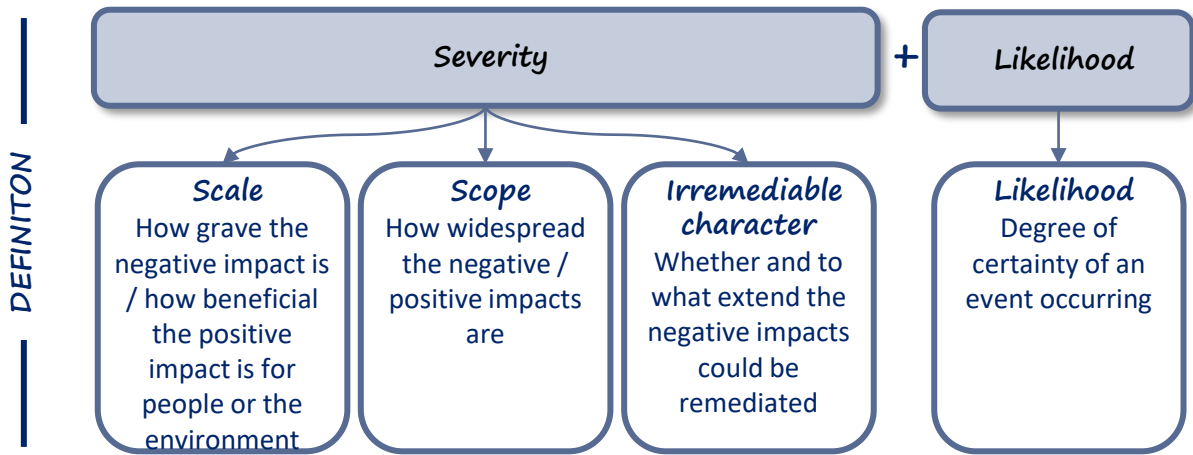 Severity
+
Likelihood
DEFINITON
Scale
How grave the
negative impact is
/ how beneficial
the positive
impact is for
people or the
environment
Scope
How widespread
the negative /
positive impacts
are
Irremediable
character
Whether and to
what extend the
negative impacts
could be
remediated
Likelihood
Degree of
certainty of an
event occurring